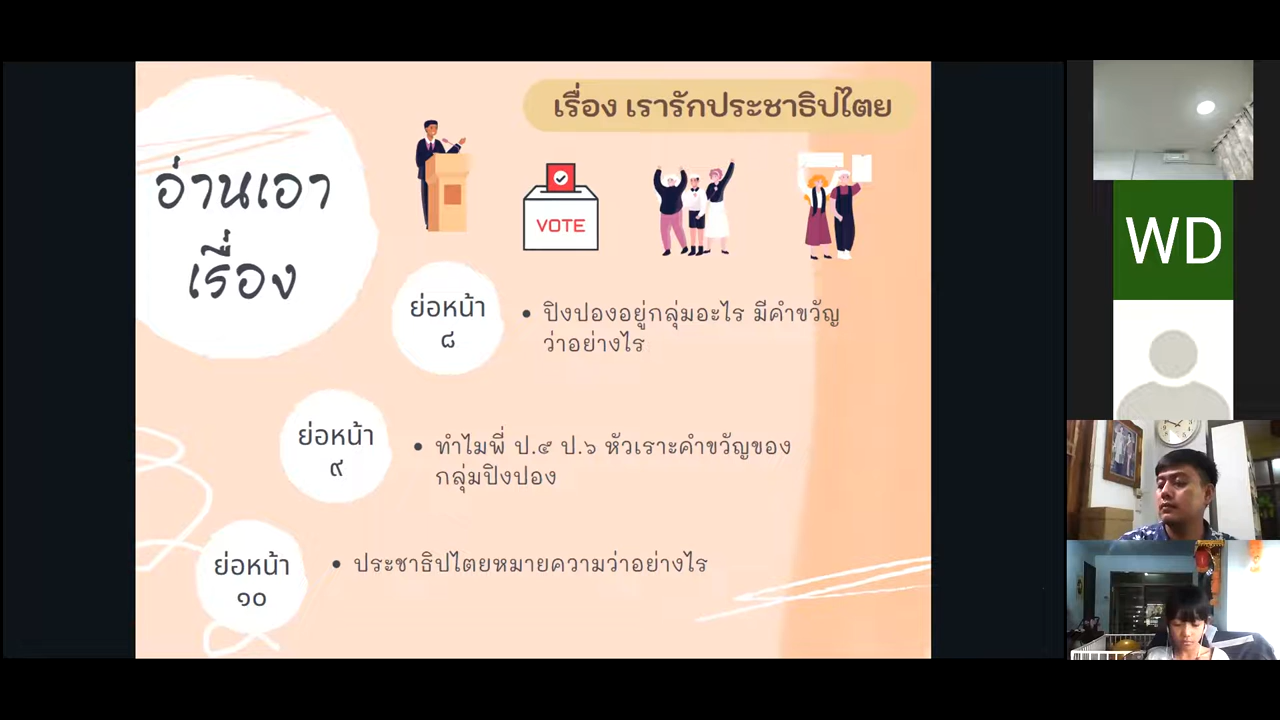 เรื่อง เรารักประชาธิปไตย
อ่านเอา
เรื่อง
VOTE
ย่อหน้า
๘
• ปิงปองอยู่กลุ่มอะไร มีคำขวัญ
ว่าอย่างไร
ย่อหน้า
๙
• ทำไมพี่ ป.๕ ป.๖ หัวเราะคำขวัญของ
กลุ่มปิงปอง
ย่อหน้า
๑๐
• ประชาธิปไตยหมายความว่าอย่างไร
WD